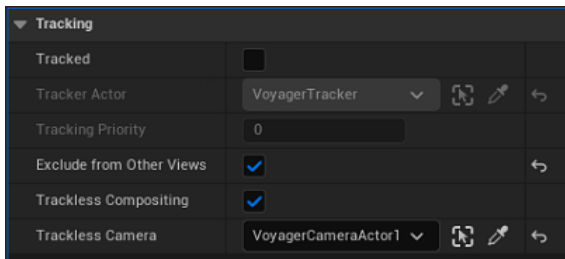 Tracking
Tracked
Tracker Actor VoyagerTracker
Tracking Priority 0
Exclude from Other Views
Trackless Compositing
Trackless Camera VoyagerCameraActor1